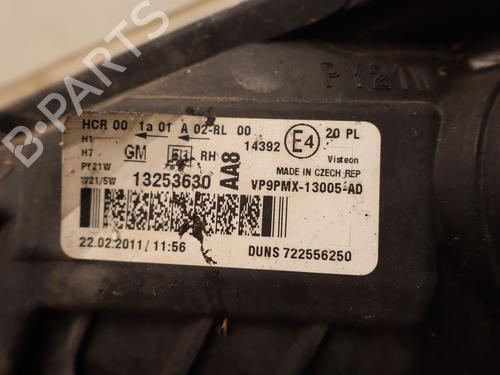 B-PARTS
PY21W
HCR 00 1a 01 A 02-RL 00
14392 E4 20 PL
H1
H7 GM RH AA8 Visteon
PY21W
W21/5W 13253630
MADE IN CZECH REP
VP9PMX-13005-AD
22.02.2011 / 11:56 DUNS 722556250